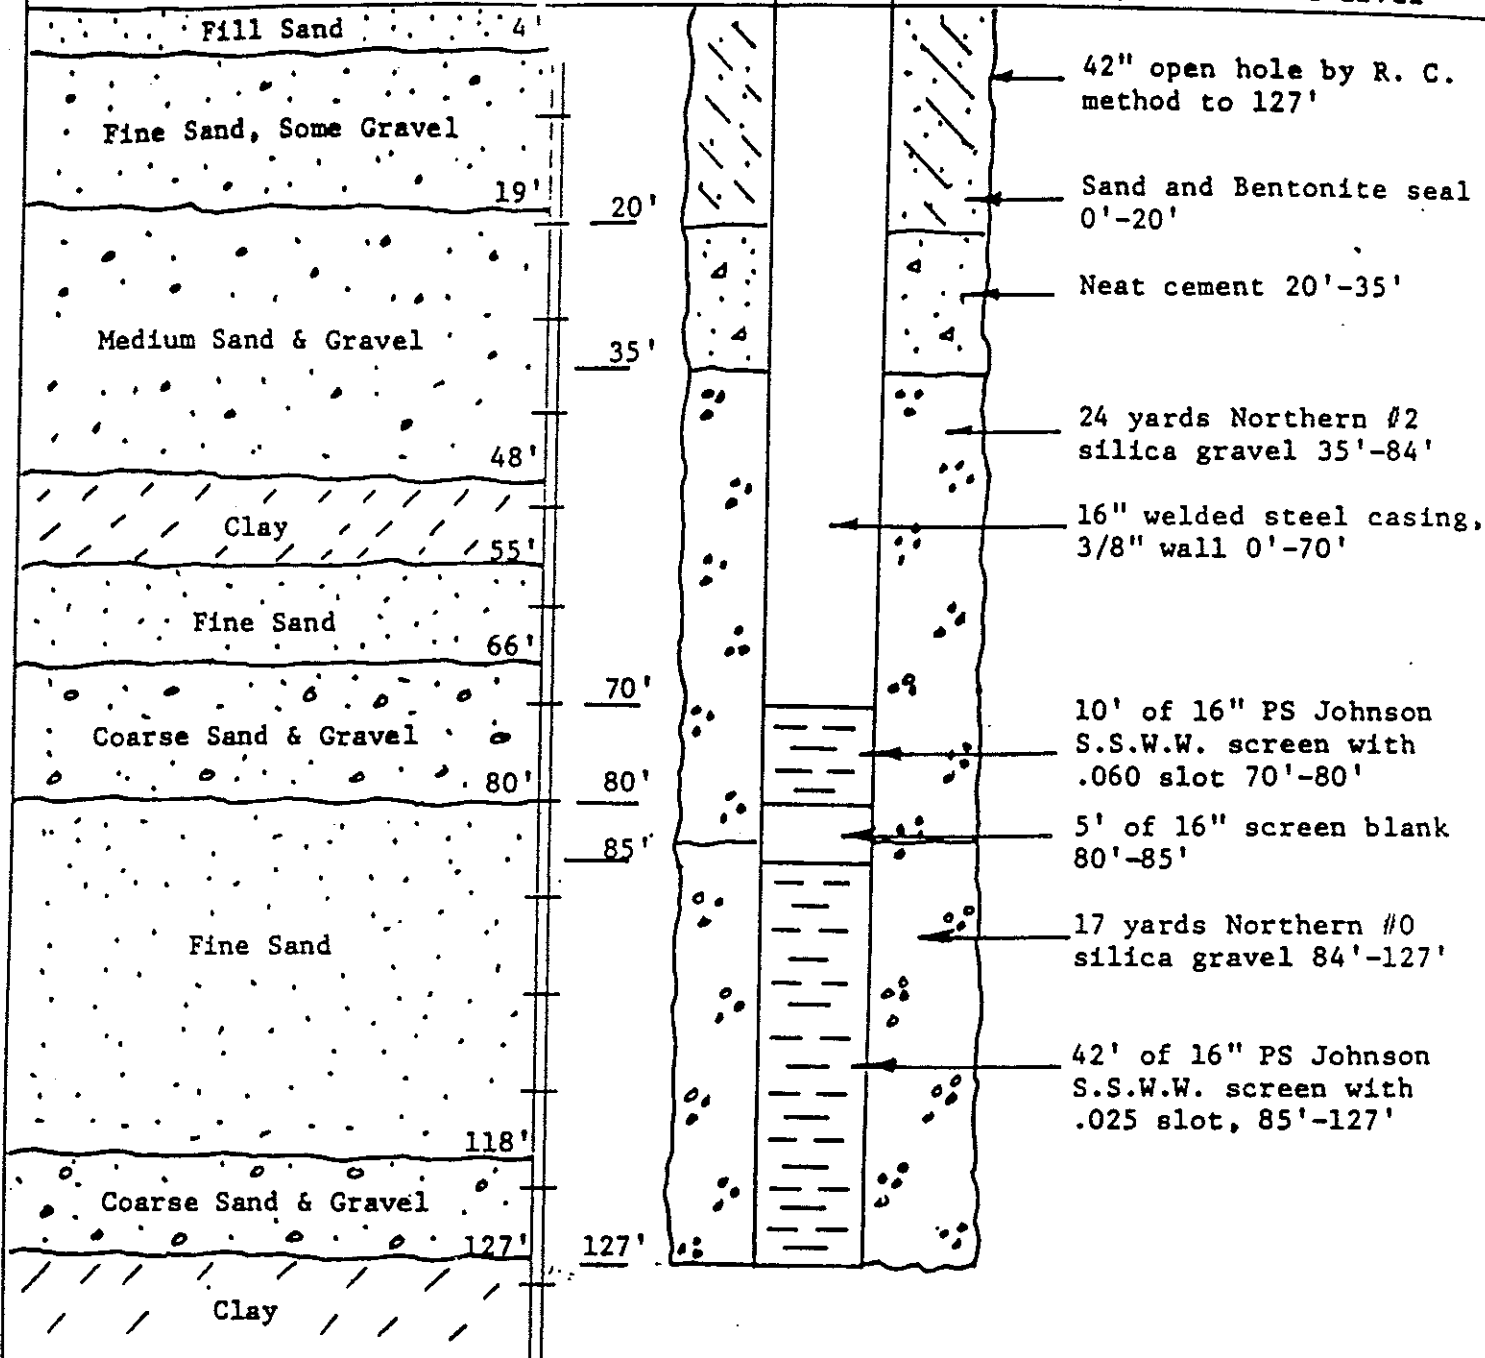 Fill Sand 4'
Fine Sand, Some Gravel
19'
Medium Sand & Gravel
48'
Clay
55'
Fine Sand
66'
Coarse Sand & Gravel
80'
Fine Sand
118'
Coarse Sand & Gravel
127'
Clay
20'
35'
70'
80'
85'
127'
42" open hole by R. C.
method to 127'
Sand and Bentonite seal
0'-20'
Neat cement 20'-35'
24 yards Northern #2
silica gravel 35'-84'
16" welded steel casing,
3/8" wall 0'-70'
10' of 16" PS Johnson
S.S.W.W. screen with
.060 slot 70'-80'
5' of 16" screen blank
80'-85'
17 yards Northern #0
silica gravel 84'-127'
42' of 16" PS Johnson
S.S.W.W. screen with
.025 slot, 85'-127'